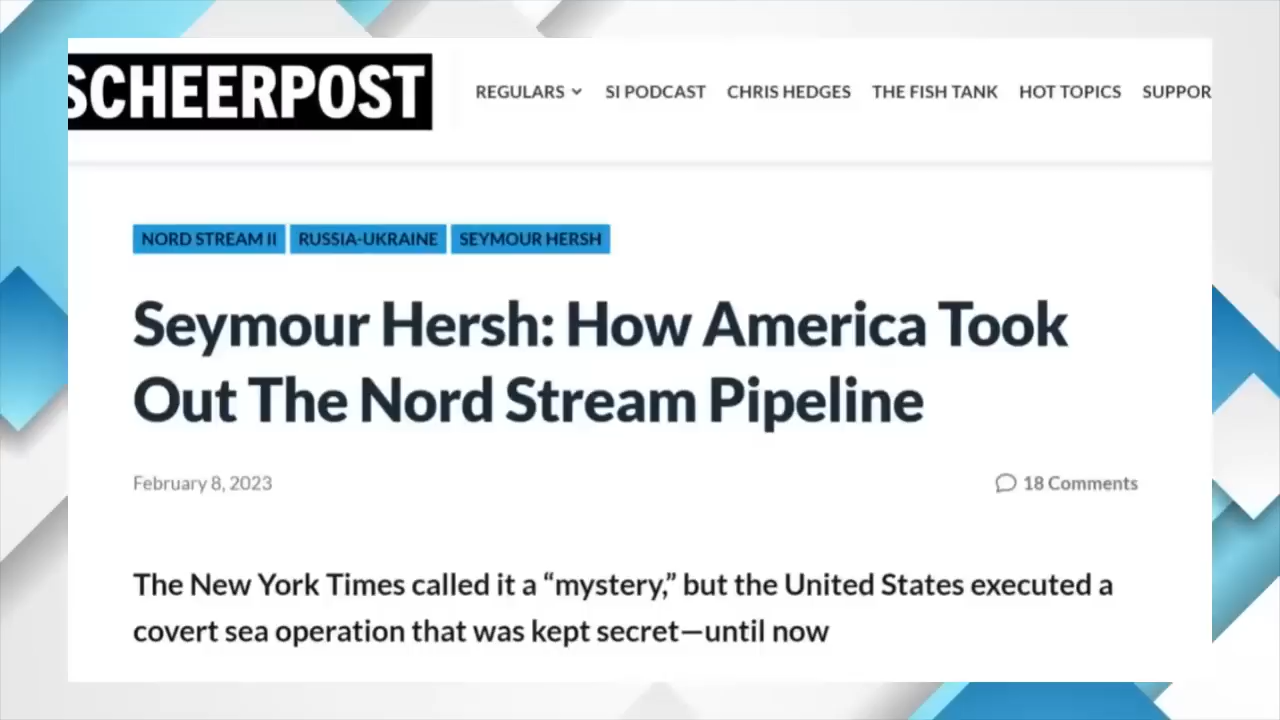 SCHEERPOST
REGULARS SI PODCAST CHRIS HEDGES THE FISH TANK HOT TOPICS SUPPOR
NORD STREAM II RUSSIA-UKRAINE SEYMOUR HERSH
Seymour Hersh: How America Took
Out The Nord Stream Pipeline
February 8, 2023 18 Comments
The New York Times called it a “mystery,” but the United States executed a
covert sea operation that was kept secret—until now